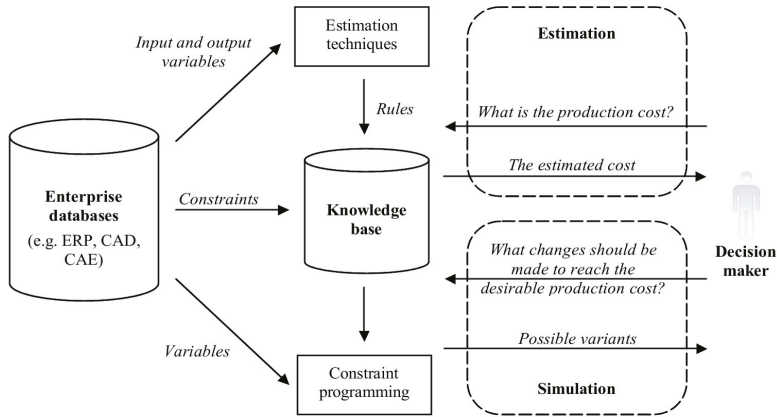 Estimation
techniques
Input and output
variables
Rules
Estimation
What is the production cost?
The estimated cost
Enterprise
databases
(e.g. ERP, CAD,
CAE)
Constraints
Knowledge
base
Decision
maker
What changes should be
made to reach the
desirable production cost?
Variables
Possible variants
Constraint
programming
Simulation